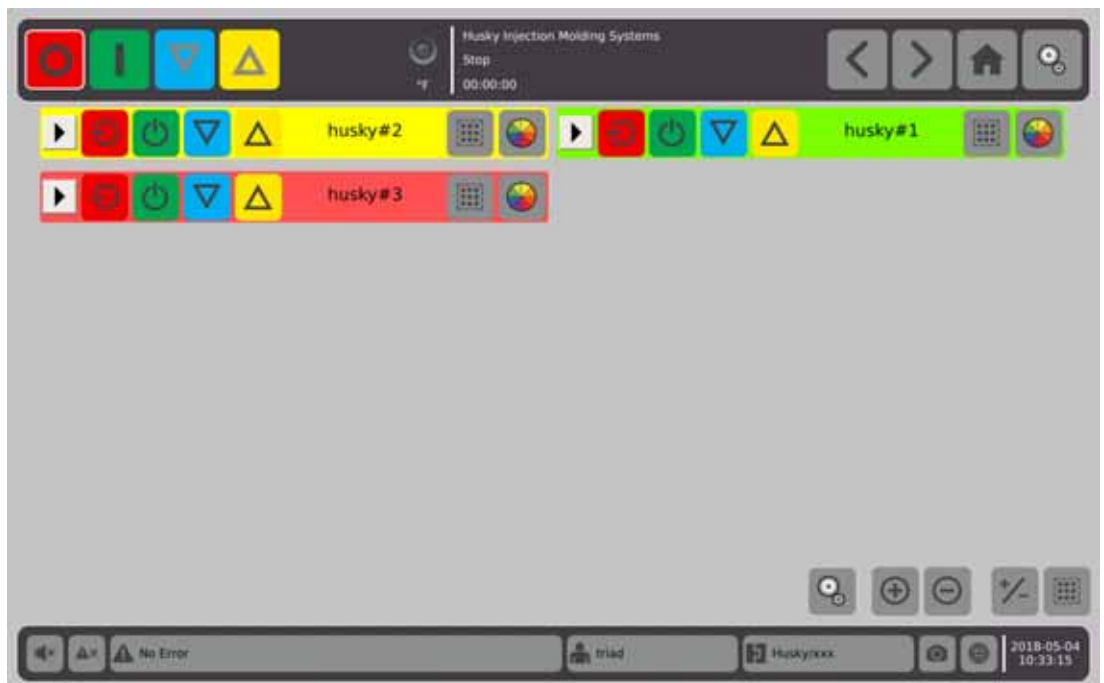 Husky Injection Molding Systems
Stop
°F
00:00:00
husky#2
husky#1
husky#3
No Error
triad
Husky/xxx
2018-05-04
10:33:15